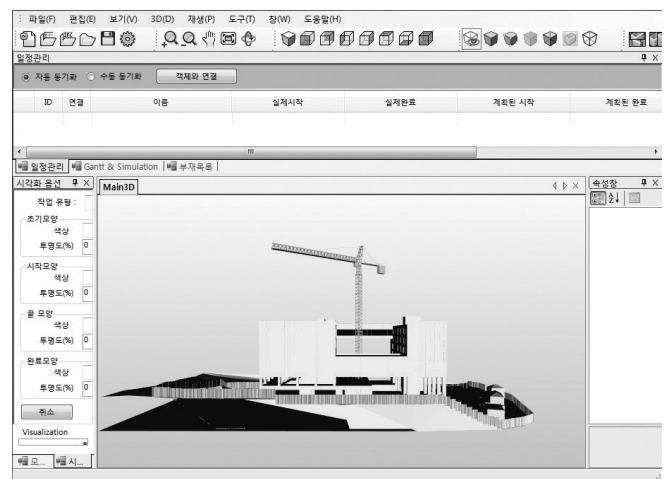 파일(F) 편집(E) 보기(V) 3D(D) 재생(P) 도구(T) 창(W) 도움말(H)
일정관리
자동 동기화 수동 동기화 객체와 연결
ID 연결 이름 실제시작 실제완료 계획된 시작 계획된 완료
일정관리 Gantt & Simulation 부재목록
시각화 옵션 Main3D 속성창
작업 유형 :
초기모양
색상
투명도(%) 0
시작모양
색상
투명도(%) 0
끝 모양
색상
투명도(%) 0
완료모양
색상
투명도(%) 0
취소
Visualization
모... 시...